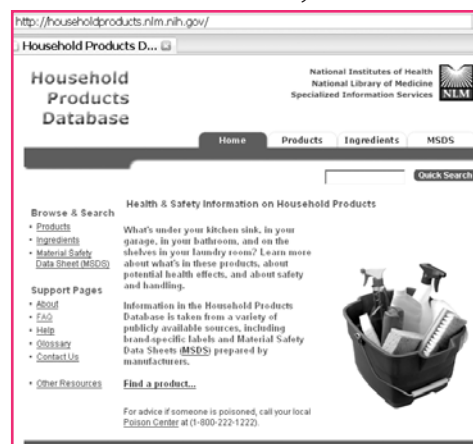 http://householdproducts.nlm.nih.gov/
Household Products D...
Household
Products
Database
National Institutes of Health
National Library of Medicine
Specialized Information Services
NLM
Home Products Ingredients MSDS
Quick Search
Browse & Search
• Products
• Ingredients
• Material Safety
Data Sheet (MSDS)
Support Pages
• About
• FAQ
• Help
• Glossary
• Contact Us
• Other Resources
Health & Safety Information on Household Products
What's under your kitchen sink, in your
garage, in your bathroom, and on the
shelves in your laundry room? Learn more
about what's in these products, about
potential health effects, and about safety
and handling.
Information in the Household Products
Database is taken from a variety of
publicly available sources, including
brand-specific labels and Material Safety
Data Sheets (MSDS) prepared by
manufacturers.
Find a product...
For advice if someone is poisoned, call your local
Poison Center at (1-800-222-1222).